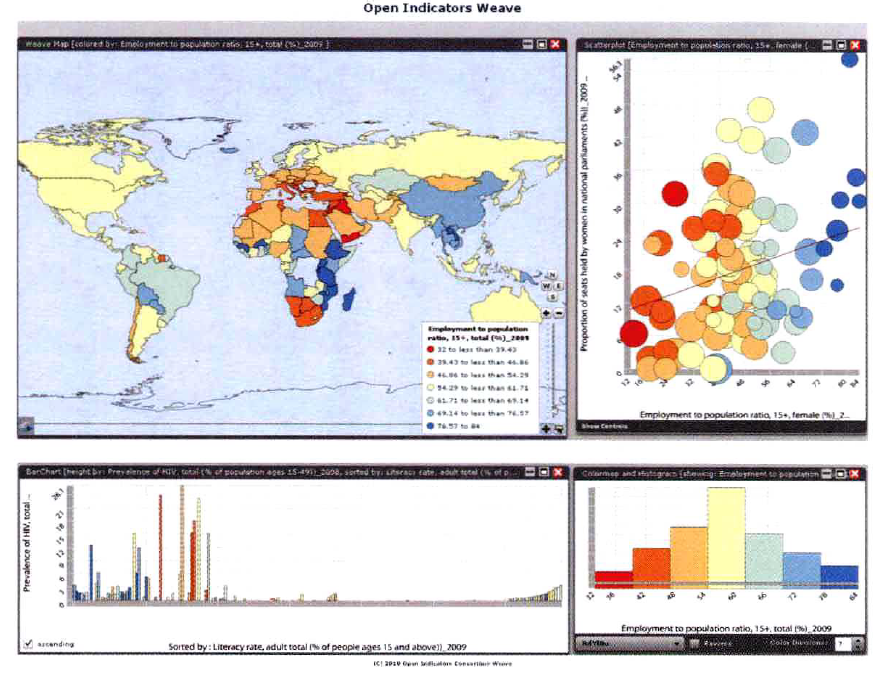 Open Indicators Weave
Weave Map [colored by: Employment to population ratio, 15+, total (%)_2009 ]
N
W E
S
Employment to population
ratio, 15+, total (%)_2009
32 to less than 39.43
39.43 to less than 46.86
46.86 to less than 54.29
54.29 to less than 61.71
61.71 to less than 69.14
69.14 to less than 76.57
76.57 to 84
Scatterplot [Employment to population ratio, 15+, female (...
Proportion of seats held by women in national parliaments (%))_2009 ...
56.3
54
48
42
36
30
24
18
12
6
0
12 16 24 32 40 48 56 64 72 80 84
Employment to population ratio, 15+, female (%)_2...
Show Controls
BarChart [height by: Prevalence of HIV, total (% of population ages 15-49))_2008, sorted by: Literacy rate, adult total (% of p...
Prevalence of HIV, total ...
26.1
21
18
15
12
9
6
3
0
ascending
Sorted by : Literacy rate, adult total (% of people ages 15 and above))_2009
Colormap and Histogram [showing: Employment to population
32 36 42 48 54 60 66 72 78 84
Employment to population ratio, 15+, total (%)_2009
RdYlBu
Reverse
Color Divisions: 7
(C) 2010 Open Indicators Consortium Weave